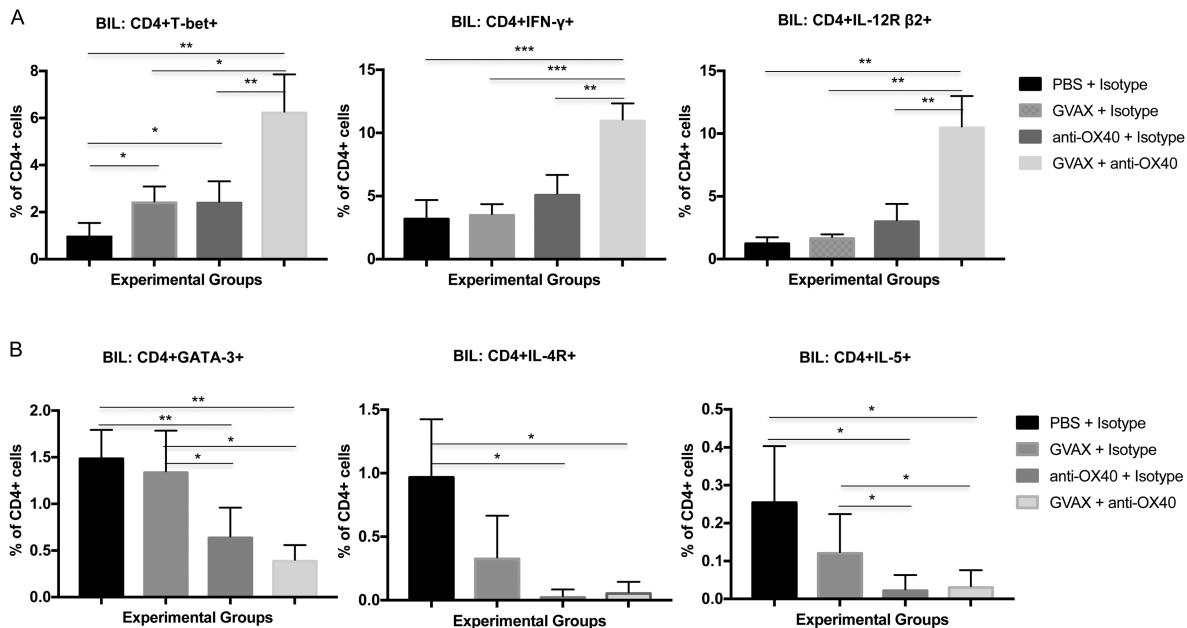 A
BIL: CD4+T-bet+
% of CD4+ cells
8
6
4
2
0
**
*
**
*
*
Experimental Groups
BIL: CD4+IFN-γ+
% of CD4+ cells
15
10
5
0
***
***
**
Experimental Groups
BIL: CD4+IL-12R β2+
% of CD4+ cells
15
10
5
0
**
**
**
Experimental Groups
PBS + Isotype
GVAX + Isotype
anti-OX40 + Isotype
GVAX + anti-OX40
B
BIL: CD4+GATA-3+
% of CD4+ cells
2.0
1.5
1.0
0.5
0.0
**
**
*
*
Experimental Groups
BIL: CD4+IL-4R+
% of CD4+ cells
1.5
1.0
0.5
0.0
*
*
Experimental Groups
BIL: CD4+IL-5+
% of CD4+ cells
0.5
0.4
0.3
0.2
0.1
0.0
*
*
*
*
Experimental Groups
PBS + Isotype
GVAX + Isotype
anti-OX40 + Isotype
GVAX + anti-OX40